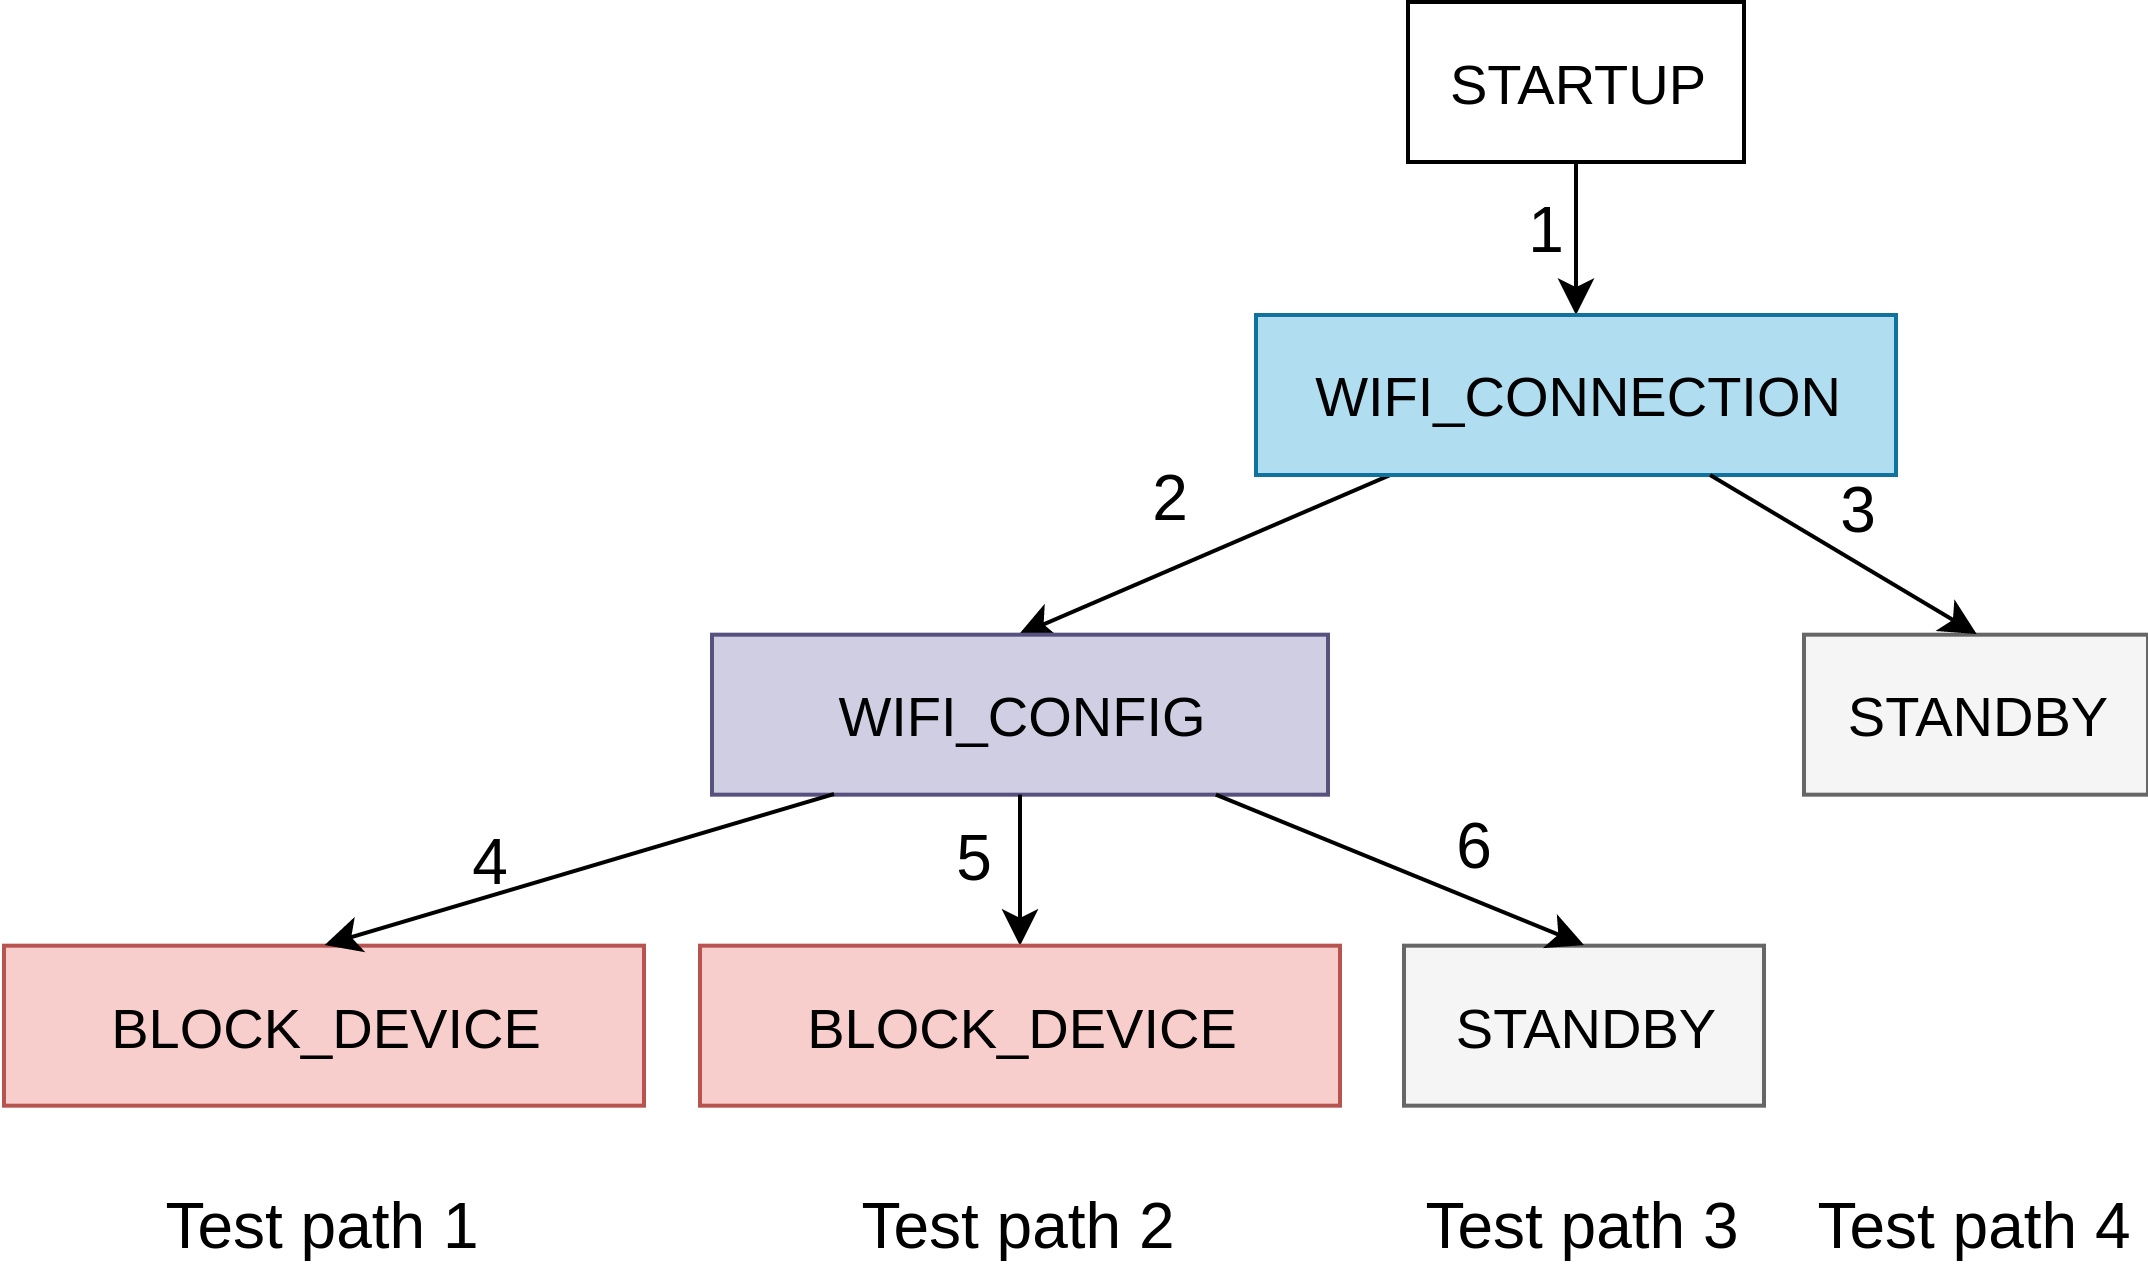 STARTUP
1
WIFI_CONNECTION
2
3
WIFI_CONFIG
STANDBY
4
5
6
BLOCK_DEVICE
BLOCK_DEVICE
STANDBY
Test path 1
Test path 2
Test path 3
Test path 4